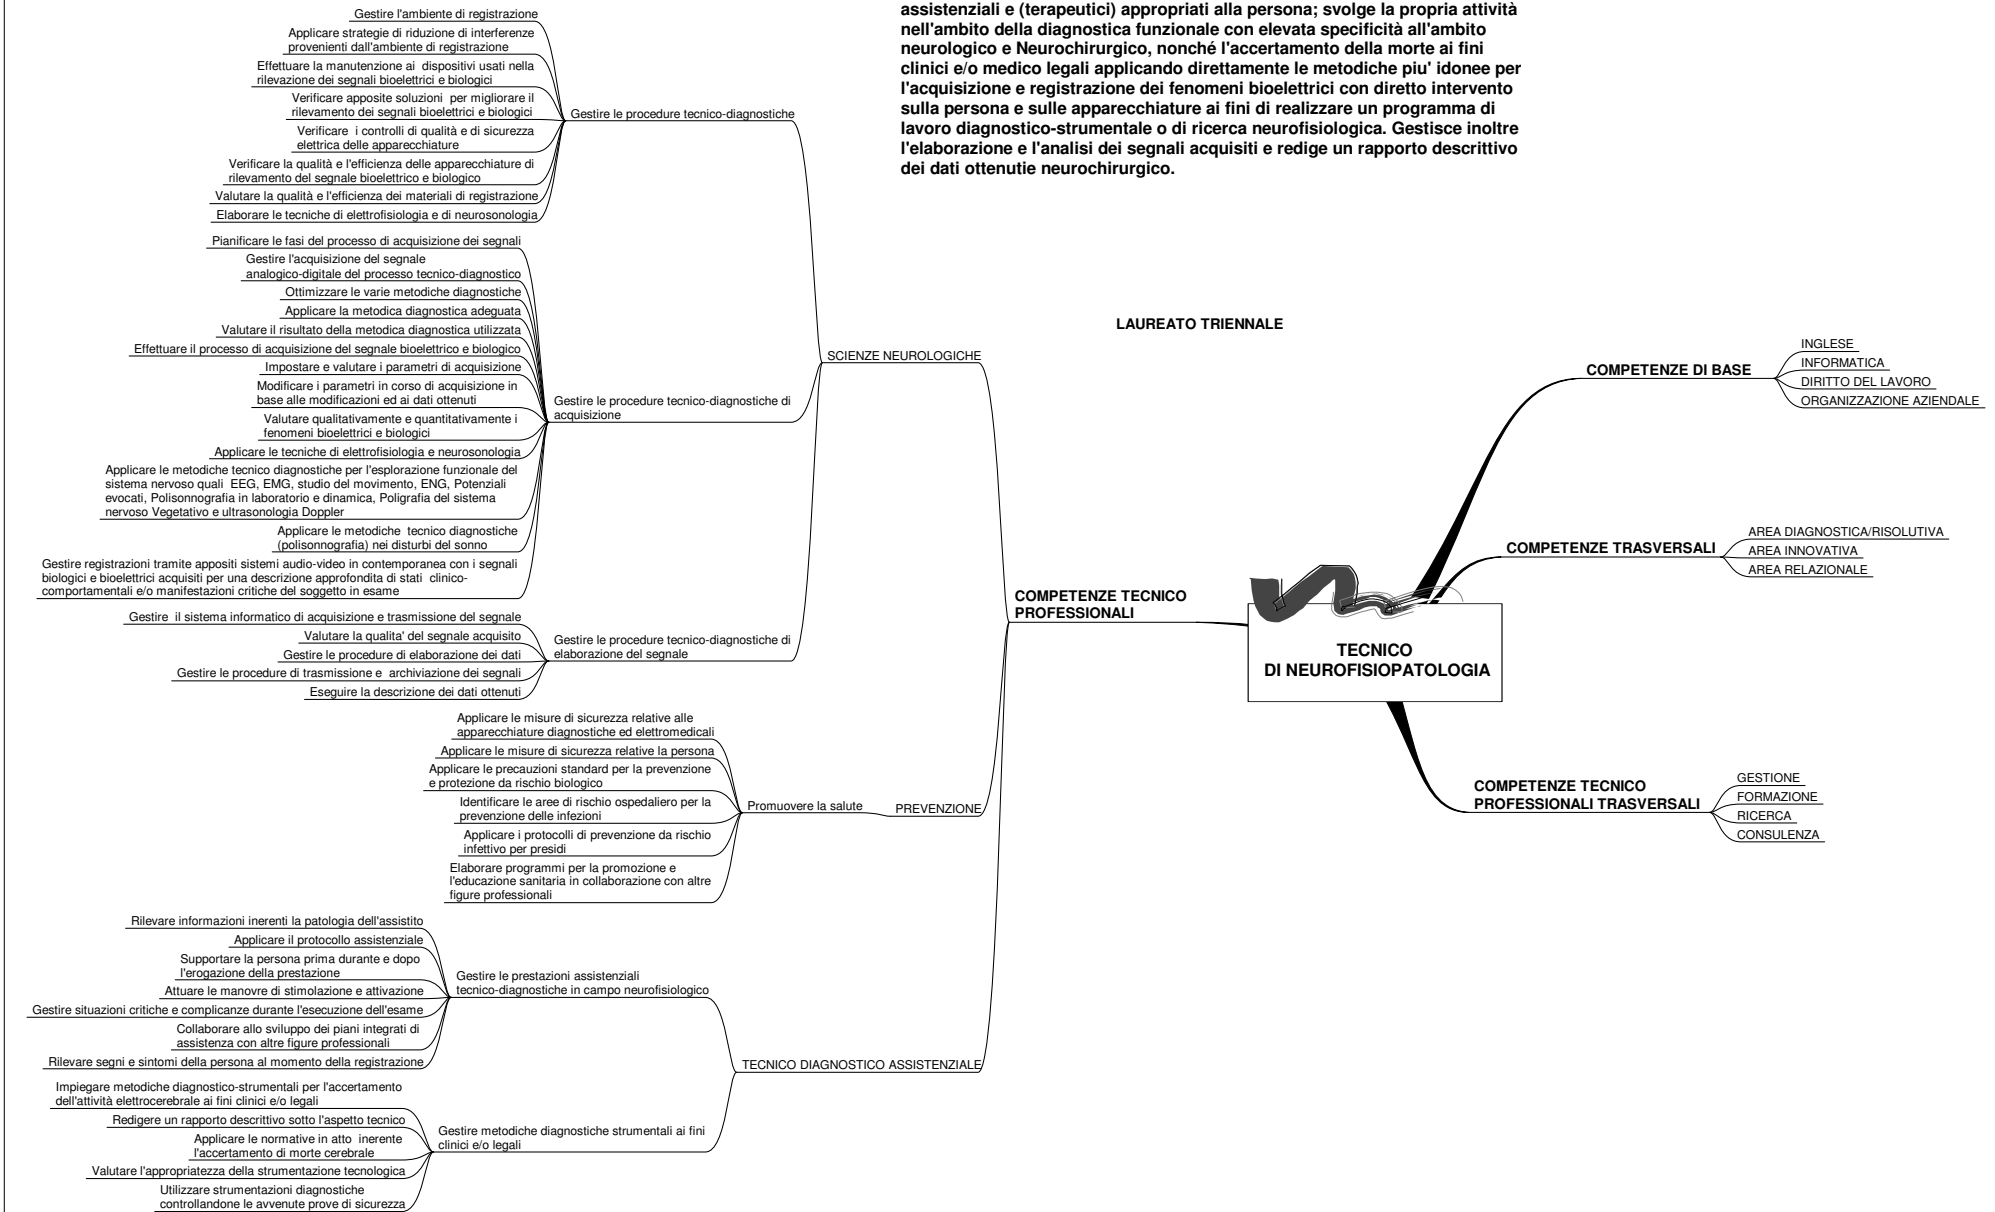 assistenziali e (terapeutici) appropriati alla persona; svolge la propria attività
nell'ambito della diagnostica funzionale con elevata specificità all'ambito
neurologico e Neurochirurgico, nonché l'accertamento della morte ai fini
clinici e/o medico legali applicando direttamente le metodiche piu' idonee per
l'acquisizione e registrazione dei fenomeni bioelettrici con diretto intervento
sulla persona e sulle apparecchiature ai fini di realizzare un programma di
lavoro diagnostico-strumentale o di ricerca neurofisiologica. Gestisce inoltre
l'elaborazione e l'analisi dei segnali acquisiti e redige un rapporto descrittivo
dei dati ottenutie neurochirurgico.
Gestire l'ambiente di registrazione
Applicare strategie di riduzione di interferenze
provenienti dall'ambiente di registrazione
Effettuare la manutenzione ai dispositivi usati nella
rilevazione dei segnali bioelettrici e biologici
Verificare apposite soluzioni per migliorare il
rilevamento dei segnali bioelettrici e biologici
Verificare i controlli di qualità e di sicurezza
elettrica delle apparecchiature
Verificare la qualità e l'efficienza delle apparecchiature di
rilevamento del segnale bioelettrico e biologico
Valutare la qualità e l'efficienza dei materiali di registrazione
Elaborare le tecniche di elettrofisiologia e di neurosonologia
Gestire le procedure tecnico-diagnostiche
Pianificare le fasi del processo di acquisizione dei segnali
Gestire l'acquisizione del segnale
analogico-digitale del processo tecnico-diagnostico
Ottimizzare le varie metodiche diagnostiche
Applicare la metodica diagnostica adeguata
Valutare il risultato della metodica diagnostica utilizzata
Effettuare il processo di acquisizione del segnale bioelettrico e biologico
Impostare e valutare i parametri di acquisizione
Modificare i parametri in corso di acquisizione in
base alle modificazioni ed ai dati ottenuti
Valutare qualitativamente e quantitativamente i
fenomeni bioelettrici e biologici
Applicare le tecniche di elettrofisiologia e neurosonologia
Applicare le metodiche tecnico diagnostiche per l'esplorazione funzionale del
sistema nervoso quali EEG, EMG, studio del movimento, ENG, Potenziali
evocati, Polisonnografia in laboratorio e dinamica, Poligrafia del sistema
nervoso Vegetativo e ultrasonologia Doppler
Applicare le metodiche tecnico diagnostiche
(polisonnografia) nei disturbi del sonno
Gestire registrazioni tramite appositi sistemi audio-video in contemporanea con i segnali
biologici e bioelettrici acquisiti per una descrizione approfondita di stati clinico-
comportamentali e/o manifestazioni critiche del soggetto in esame
Gestire le procedure tecnico-diagnostiche di
acquisizione
Gestire il sistema informatico di acquisizione e trasmissione del segnale
Valutare la qualita' del segnale acquisito
Gestire le procedure di elaborazione dei dati
Gestire le procedure di trasmissione e archiviazione dei segnali
Eseguire la descrizione dei dati ottenuti
Gestire le procedure tecnico-diagnostiche di
elaborazione del segnale
SCIENZE NEUROLOGICHE
Applicare le misure di sicurezza relative alle
apparecchiature diagnostiche ed elettromedicali
Applicare le misure di sicurezza relative la persona
Applicare le precauzioni standard per la prevenzione
e protezione da rischio biologico
Identificare le aree di rischio ospedaliero per la
prevenzione delle infezioni
Applicare i protocolli di prevenzione da rischio
infettivo per presidi
Elaborare programmi per la promozione e
l'educazione sanitaria in collaborazione con altre
figure professionali
Promuovere la salute
PREVENZIONE
Rilevare informazioni inerenti la patologia dell'assistito
Applicare il protocollo assistenziale
Supportare la persona prima durante e dopo
l'erogazione della prestazione
Attuare le manovre di stimolazione e attivazione
Gestire situazioni critiche e complicanze durante l'esecuzione dell'esame
Collaborare allo sviluppo dei piani integrati di
assistenza con altre figure professionali
Rilevare segni e sintomi della persona al momento della registrazione
Gestire le prestazioni assistenziali
tecnico-diagnostiche in campo neurofisiologico
Impiegare metodiche diagnostico-strumentali per l'accertamento
dell'attività elettrocerebrale ai fini clinici e/o legali
Redigere un rapporto descrittivo sotto l'aspetto tecnico
Applicare le normative in atto inerente
l'accertamento di morte cerebrale
Valutare l'appropriatezza della strumentazione tecnologica
Utilizzare strumentazioni diagnostiche
controllandone le avvenute prove di sicurezza
Gestire metodiche diagnostiche strumentali ai fini
clinici e/o legali
TECNICO DIAGNOSTICO ASSISTENZIALE
COMPETENZE TECNICO
PROFESSIONALI
LAUREATO TRIENNALE
TECNICO
DI NEUROFISIOPATOLOGIA
COMPETENZE DI BASE
INGLESE
INFORMATICA
DIRITTO DEL LAVORO
ORGANIZZAZIONE AZIENDALE
COMPETENZE TRASVERSALI
AREA DIAGNOSTICA/RISOLUTIVA
AREA INNOVATIVA
AREA RELAZIONALE
COMPETENZE TECNICO
PROFESSIONALI TRASVERSALI
GESTIONE
FORMAZIONE
RICERCA
CONSULENZA